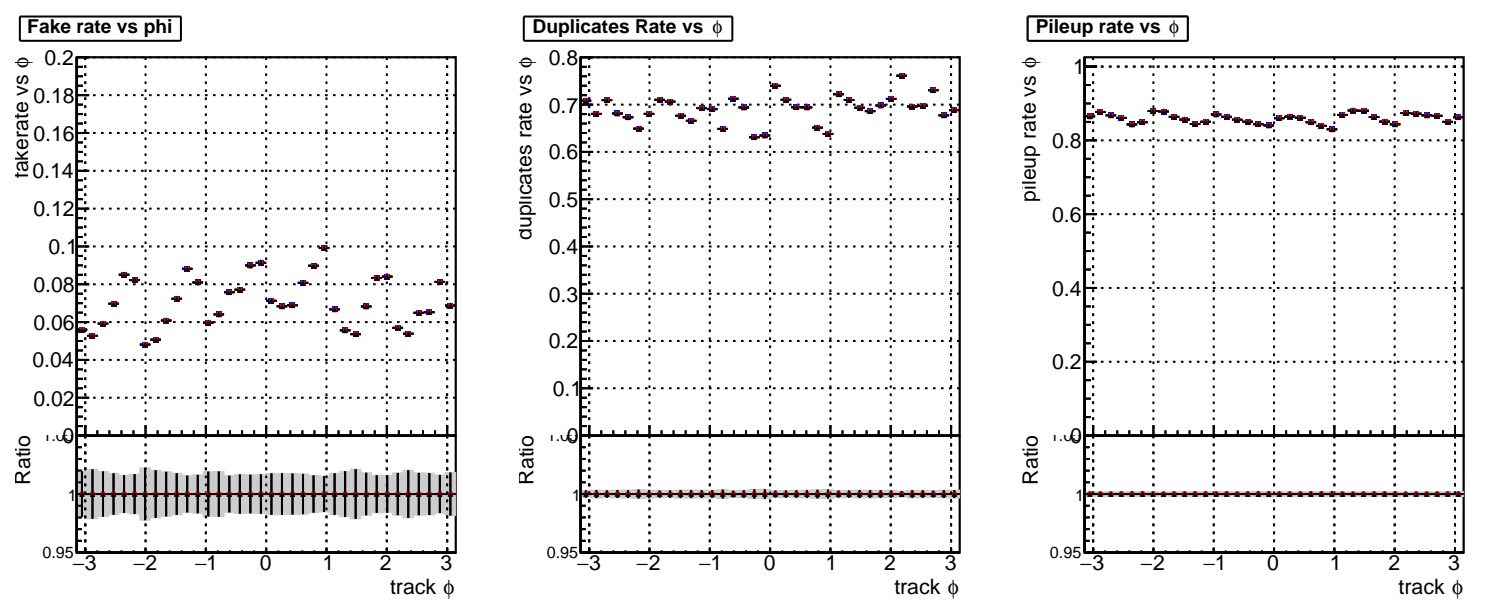 Fake rate vs phi
fakerate vs ϕ
0.2
0.18
0.16
0.14
0.12
0.1
0.08
0.06
0.04
0.02
0
Ratio
1
0.95
−3 −2 −1 0 1 2 3
track ϕ
Duplicates Rate vs ϕ
duplicates rate vs ϕ
0.8
0.7
0.6
0.5
0.4
0.3
0.2
0.1
0
Ratio
1
0.95
−3 −2 −1 0 1 2 3
track ϕ
Pileup rate vs ϕ
pileup rate vs ϕ
1
0.8
0.6
0.4
0.2
0
Ratio
1
0.95
−3 −2 −1 0 1 2 3
track ϕ